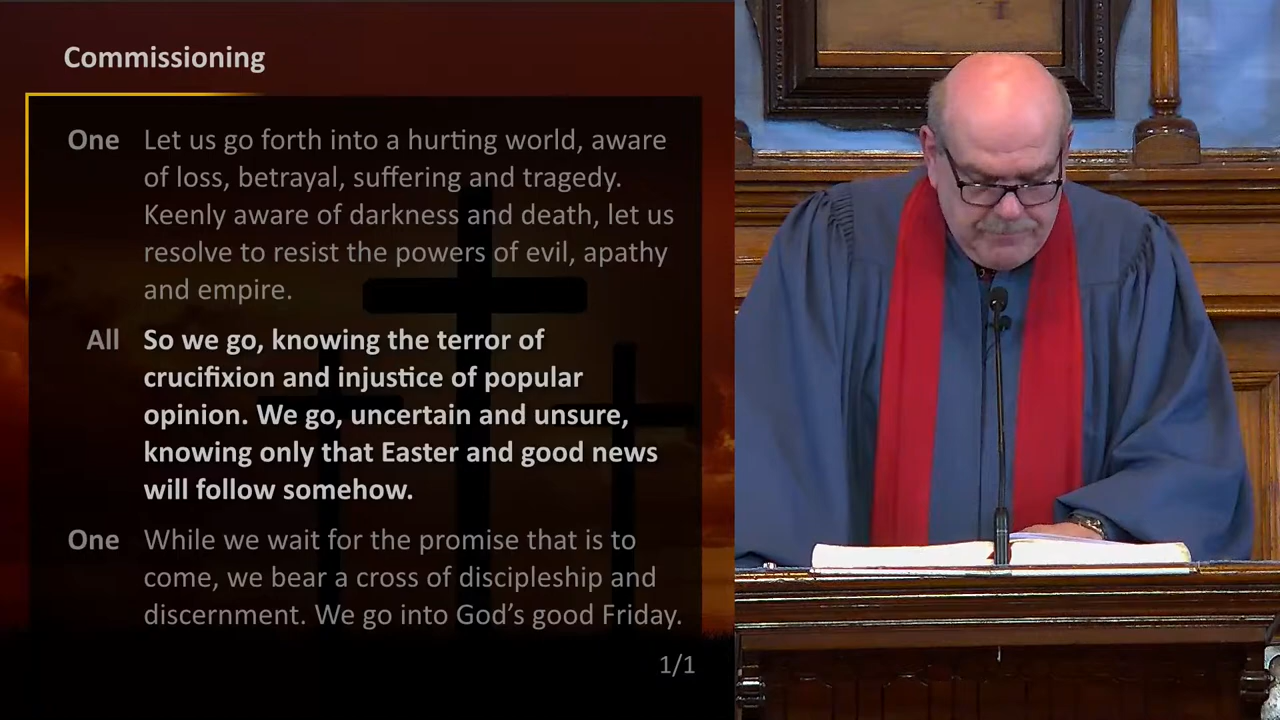 Commissioning
One Let us go forth into a hurting world, aware
of loss, betrayal, suffering and tragedy.
Keenly aware of darkness and death, let us
resolve to resist the powers of evil, apathy
and empire.
All So we go, knowing the terror of
crucifixion and injustice of popular
opinion. We go, uncertain and unsure,
knowing only that Easter and good news
will follow somehow.
One While we wait for the promise that is to
come, we bear a cross of discipleship and
discernment. We go into God’s good Friday.
1/1